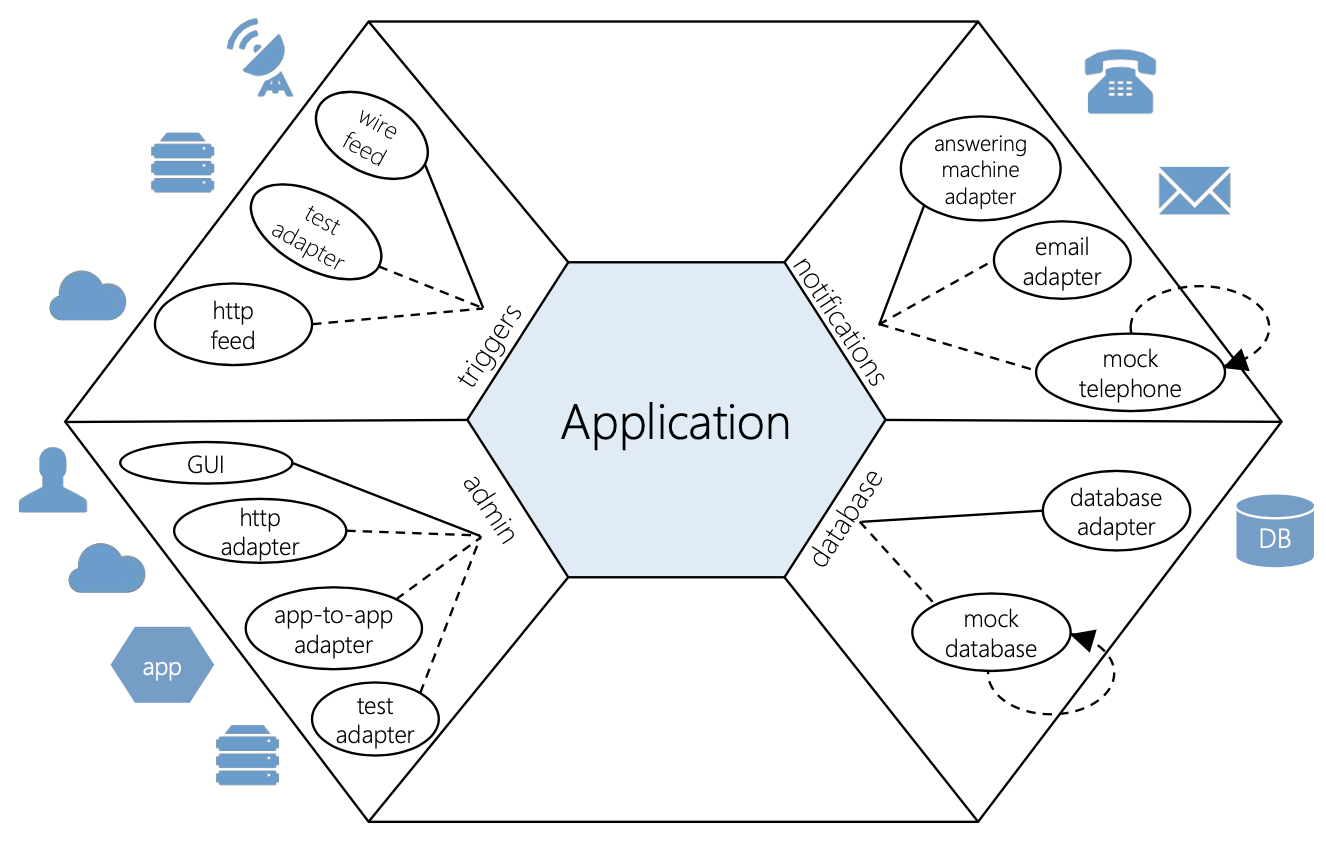 wire
feed
test
adapter
http
feed
triggers
answering
machine
adapter
email
adapter
mock
telephone
notifications
Application
GUI
http
adapter
app-to-app
adapter
test
adapter
admin
app
database
adapter
mock
database
database
DB